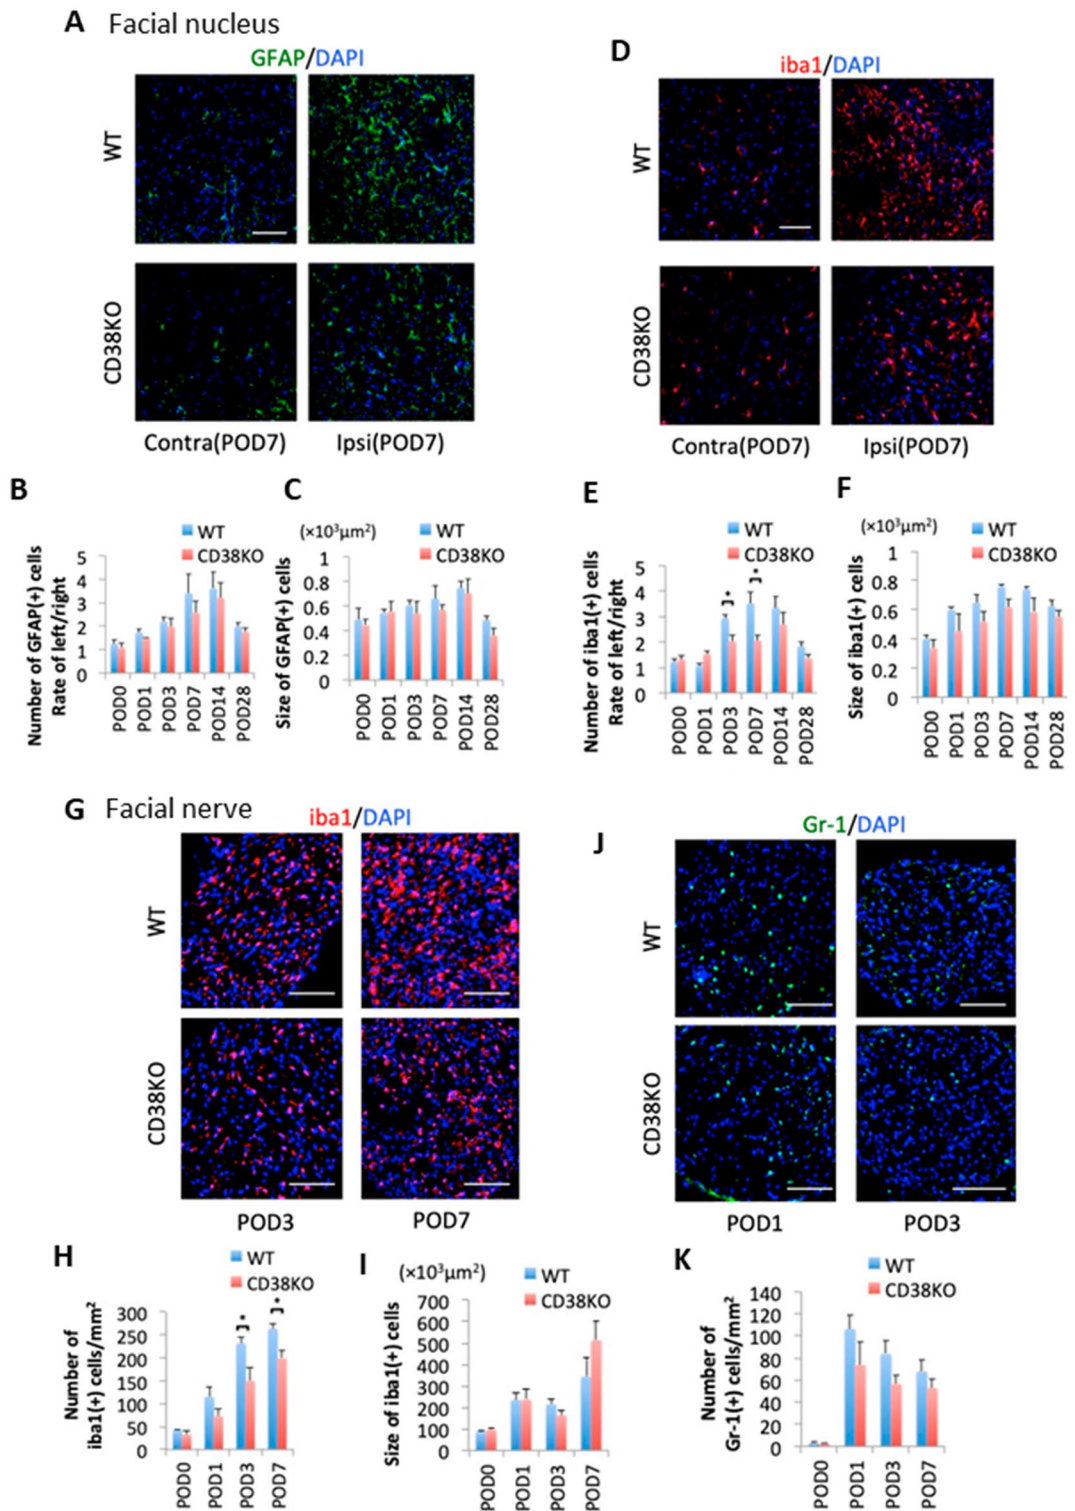 A Facial nucleus
GFAP/DAPI
WT
CD38KO
Contra(POD7) Ipsi(POD7)
D
iba1/DAPI
WT
CD38KO
Contra(POD7) Ipsi(POD7)
B
WT
CD38KO
Number of GFAP(+) cells
Rate of left/right
5
4
3
2
1
0
POD0 POD1 POD3 POD7 POD14 POD28
C
(×10³μm²)
WT
CD38KO
Size of GFAP(+) cells
1
0.8
0.6
0.4
0.2
0
POD0 POD1 POD3 POD7 POD14 POD28
E
WT
CD38KO
Number of iba1(+) cells
Rate of left/right
5
4
3
2
1
0
*
*
POD0 POD1 POD3 POD7 POD14 POD28
F
(×10³μm²)
WT
CD38KO
Size of iba1(+) cells
1
0.8
0.6
0.4
0.2
0
POD0 POD1 POD3 POD7 POD14 POD28
G Facial nerve
iba1/DAPI
WT
CD38KO
POD3 POD7
J
Gr-1/DAPI
WT
CD38KO
POD1 POD3
H
WT
CD38KO
Number of
iba1(+) cells/mm²
300
250
200
150
100
50
0
*
*
POD0 POD1 POD3 POD7
I
(×10³μm²)
WT
CD38KO
Size of iba1(+) cells
700
600
500
400
300
200
100
0
POD0 POD1 POD3 POD7
K
WT
CD38KO
Number of
Gr-1(+) cells/mm²
140
120
100
80
60
40
20
0
POD0 POD1 POD3 POD7